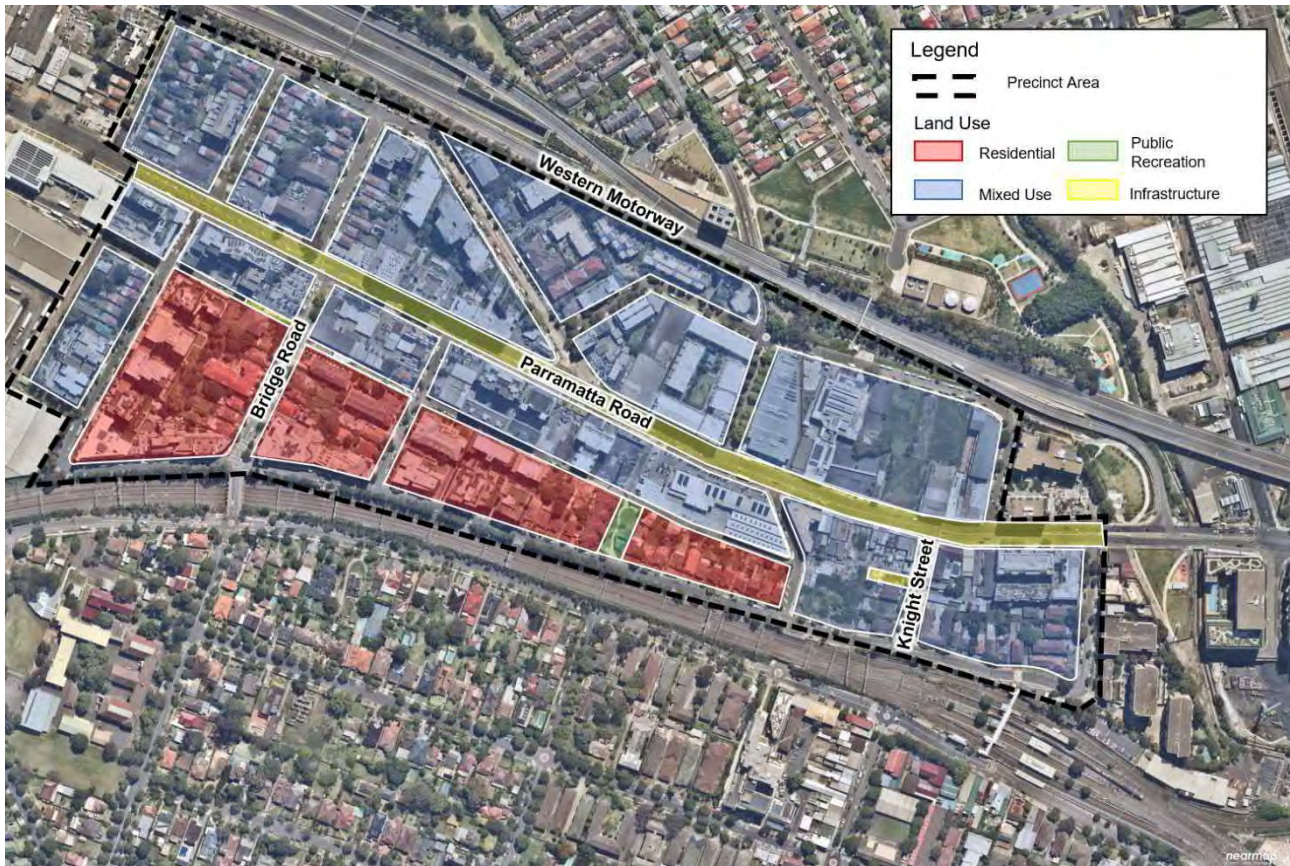 Legend
Precinct Area
Land Use
Residential
Public
Recreation
Mixed Use
Infrastructure
Western Motorway
Parramatta Road
Bridge Road
Knight Street
nearmap